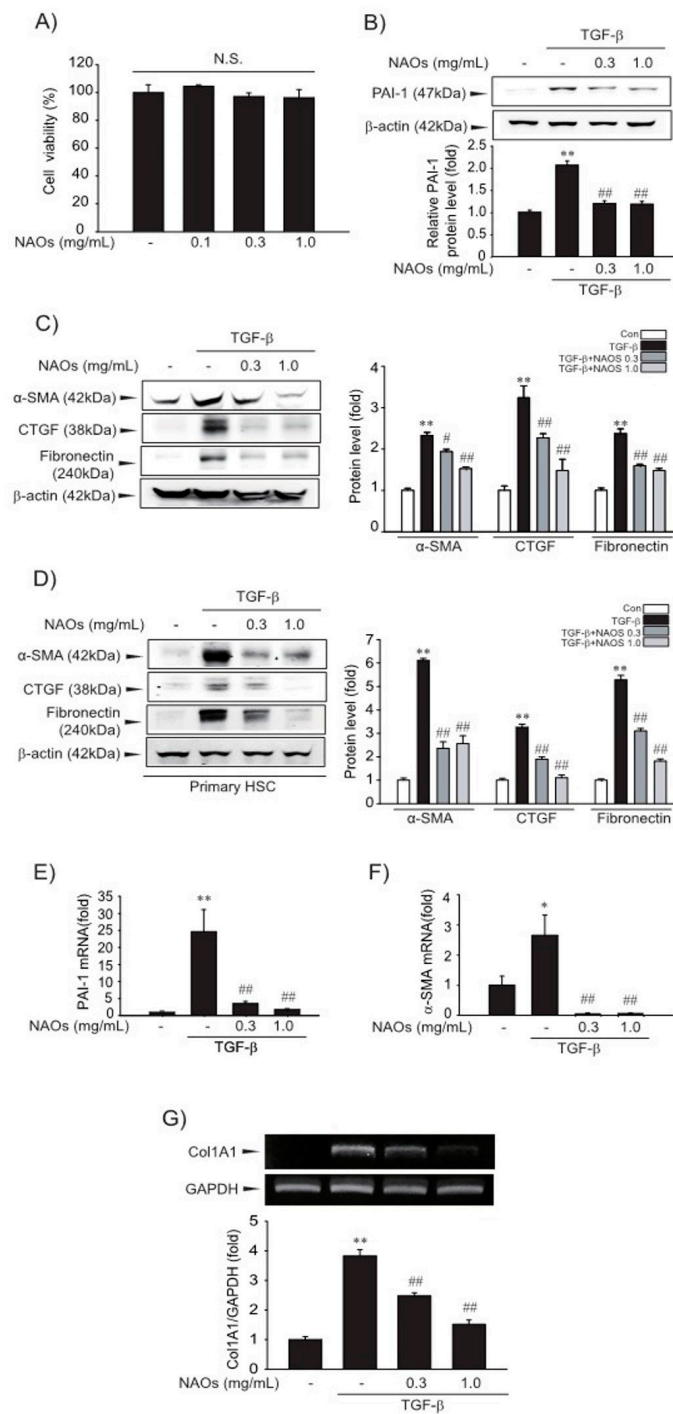 A)
N.S.
Cell viability (%)
120
100
80
60
40
20
0
NAOs (mg/mL) - 0.1 0.3 1.0
B)
TGF-β
NAOs (mg/mL) - - 0.3 1.0
PAI-1 (47kDa)
β-actin (42kDa)
Relative PAI-1
protein level (fold)
2.5
2.0
1.5
1.0
0.5
0.0
**
##
##
NAOs (mg/mL) - - 0.3 1.0
TGF-β
C)
TGF-β
NAOs (mg/mL) - - 0.3 1.0
α-SMA (42kDa)
CTGF (38kDa)
Fibronectin
(240kDa)
β-actin (42kDa)
Con
TGF-β
TGF-β+NAOS 0.3
TGF-β+NAOS 1.0
Protein level (fold)
4
3
2
1
0
** # ##
** ## ##
** ## ##
α-SMA CTGF Fibronectin
D)
TGF-β
NAOs (mg/mL) - - 0.3 1.0
α-SMA (42kDa)
CTGF (38kDa)
Fibronectin
(240kDa)
β-actin (42kDa)
Primary HSC
Con
TGF-β
TGF-β+NAOS 0.3
TGF-β+NAOS 1.0
Protein level (fold)
7
6
5
4
3
2
1
0
** ## ##
** ## ##
** ## ##
α-SMA CTGF Fibronectin
E)
PAI-1 mRNA(fold)
35
30
25
20
15
10
5
0
**
##
##
NAOs (mg/mL) - - 0.3 1.0
TGF-β
F)
α-SMA mRNA(fold)
4
3
2
1
0
*
##
##
NAOs (mg/mL) - - 0.3 1.0
TGF-β
G)
Col1A1
GAPDH
Col1A1/GAPDH (fold)
5
4
3
2
1
0
**
##
##
NAOs (mg/mL) - - 0.3 1.0
TGF-β